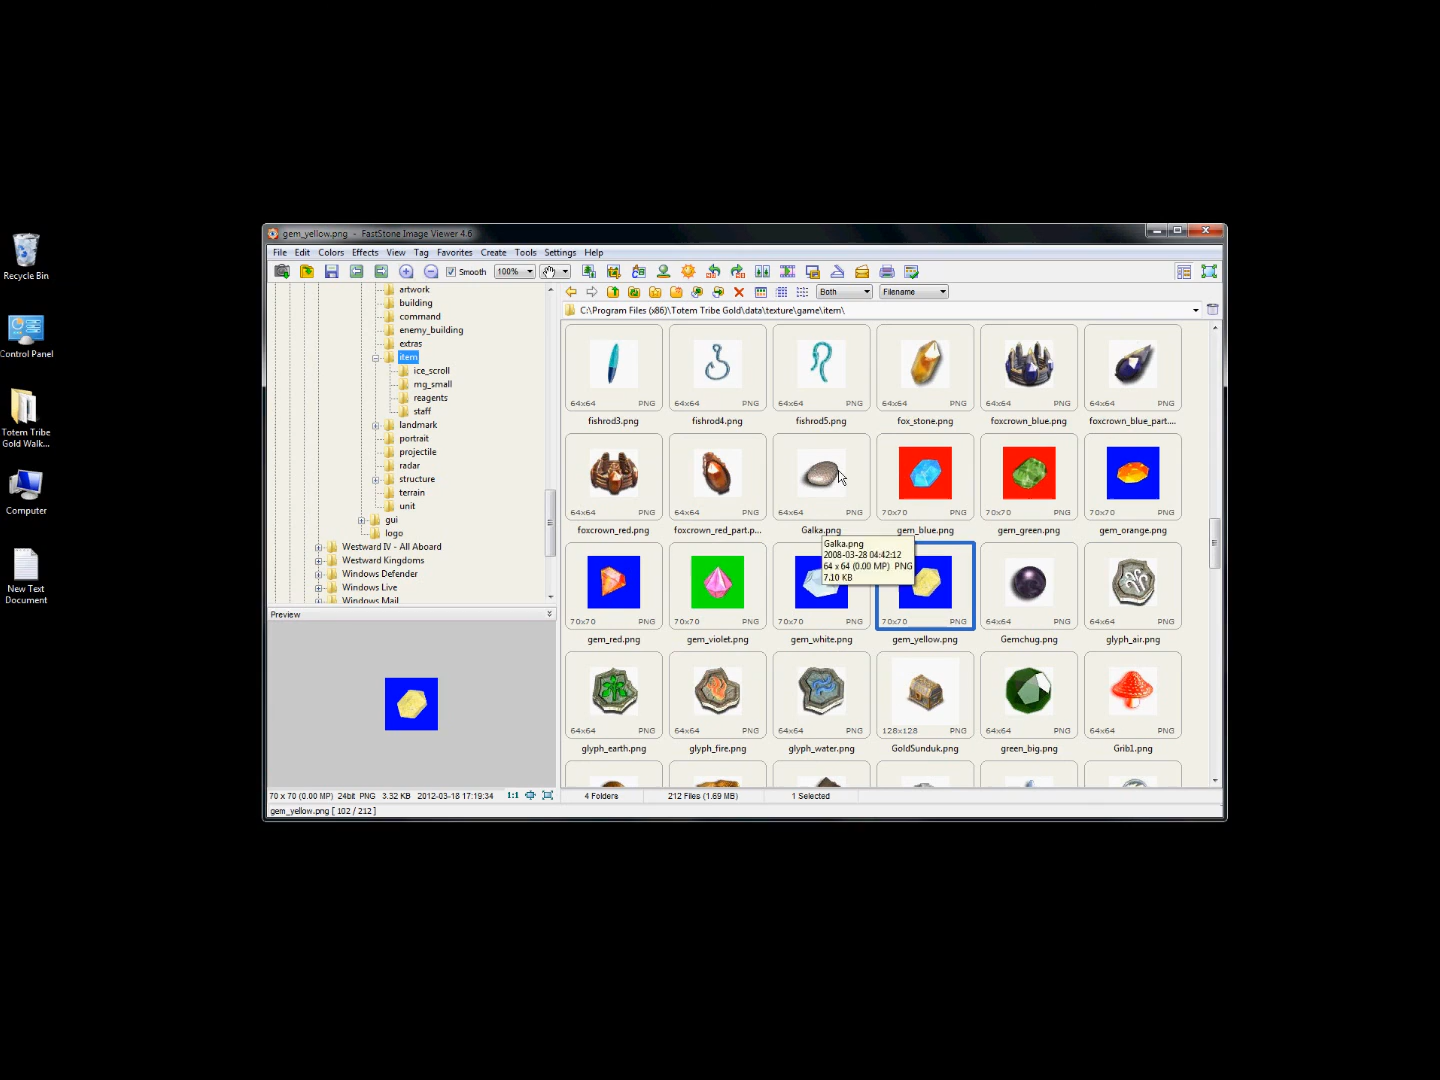 Recycle Bin
Control Panel
Totem Tribe
Gold Walk...
Computer
New Text
Document
gem_yellow.png - FastStone Image Viewer 4.6
File Edit Colors Effects View Tag Favorites Create Tools Settings Help
Smooth 100%
Both Filename
C:\Program Files (x86)\Totem Tribe Gold\data\texture\game\item\
artwork
building
command
enemy_building
extras
item
ice_scroll
mg_small
reagents
staff
landmark
portrait
projectile
radar
structure
terrain
unit
gui
logo
Westward IV - All Aboard
Westward Kingdoms
Windows Defender
Windows Live
Windows Mail
Preview
64x64 PNG 64x64 PNG 64x64 PNG 64x64 PNG 64x64 PNG 64x64 PNG
fishrod3.png fishrod4.png fishrod5.png fox_stone.png foxcrown_blue.png foxcrown_blue_part....
64x64 PNG 64x64 PNG 64x64 PNG 70x70 PNG 70x70 PNG 70x70 PNG
foxcrown_red.png foxcrown_red_part.p... Galka.png gem_blue.png gem_green.png gem_orange.png
Galka.png
2008-03-28 04:42:12
64 x 64 (0.00 MP) PNG
7.10 KB
70x70 PNG 70x70 PNG 70x70 PNG 70x70 PNG 64x64 PNG 64x64 PNG
gem_red.png gem_violet.png gem_white.png gem_yellow.png Gemchug.png glyph_air.png
64x64 PNG 64x64 PNG 64x64 PNG 128x128 PNG 64x64 PNG 64x64 PNG
glyph_earth.png glyph_fire.png glyph_water.png GoldSunduk.png green_big.png Grib1.png
70 x 70 (0.00 MP) 24bit PNG 3.32 KB 2012-03-18 17:19:34 1:1 4 Folders 212 Files (1.69 MB) 1 Selected
gem_yellow.png [ 102 / 212 ]